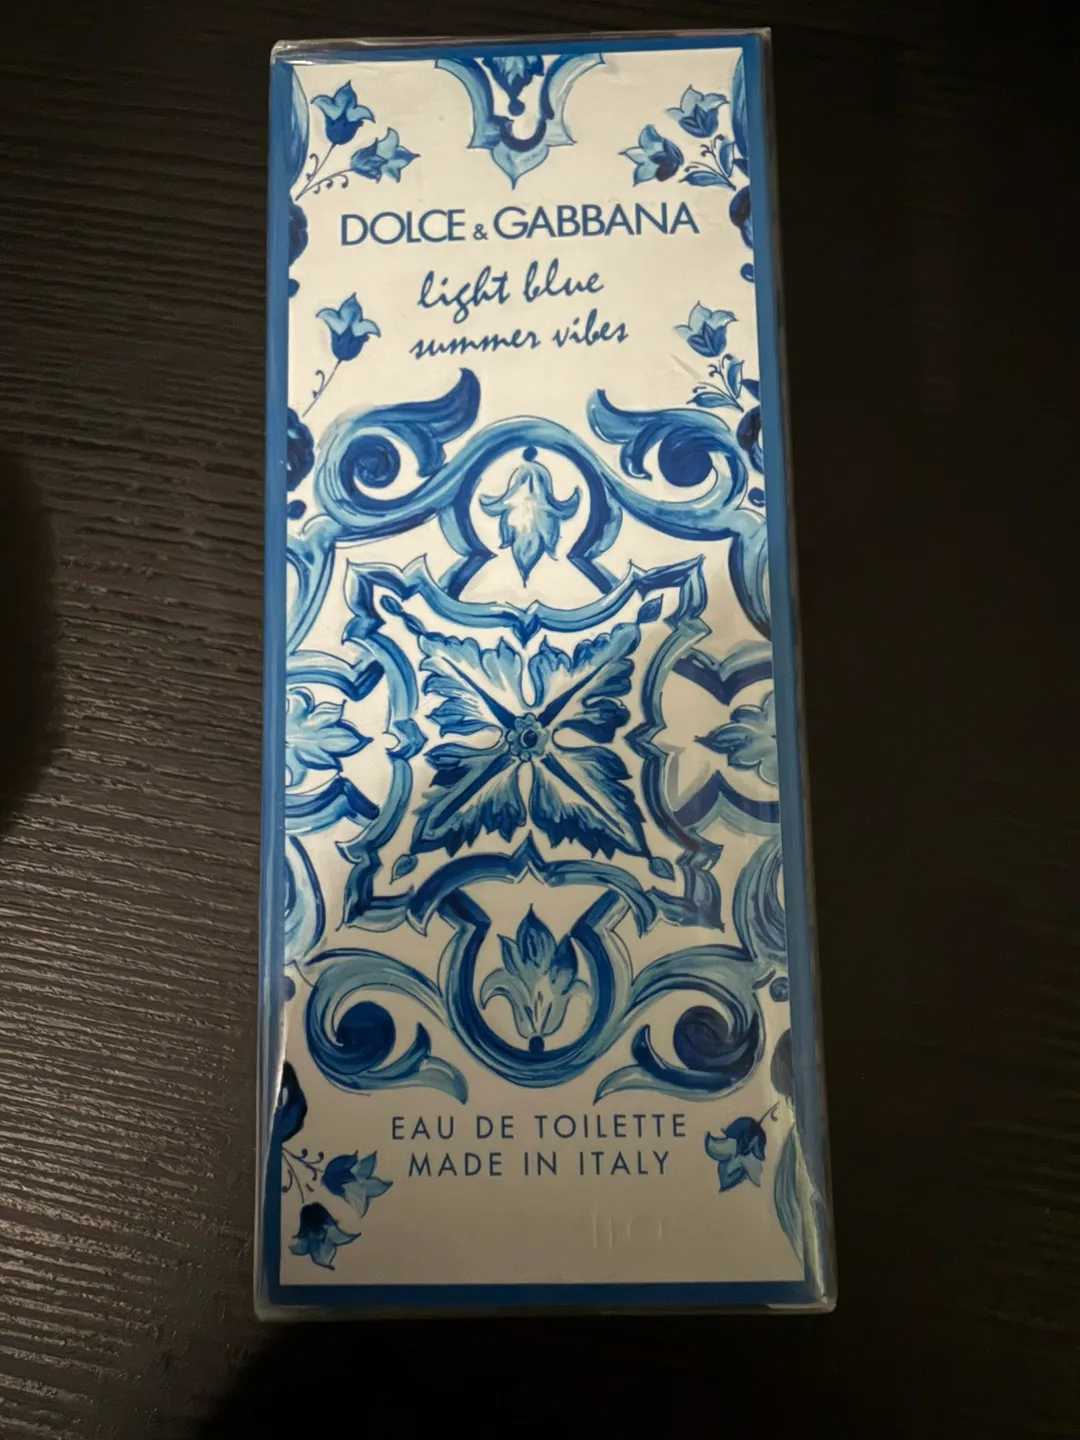 DOLCE & GABBANA
light blue
summer vibes
EAU DE TOILETTE
MADE IN ITALY